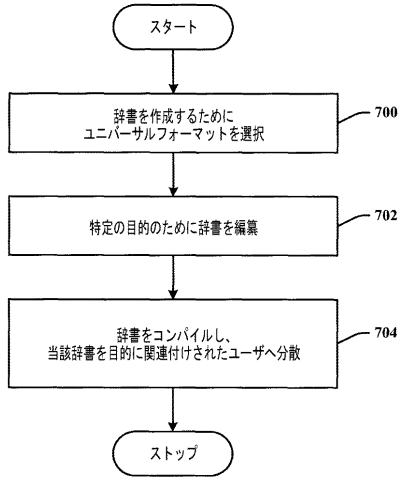 スタート
辞書を作成するために
ユニバーサルフォーマットを選択
700
特定の目的のために辞書を編纂
702
辞書をコンパイルし、
当該辞書を目的に関連付けされたユーザへ分散
704
ストップ